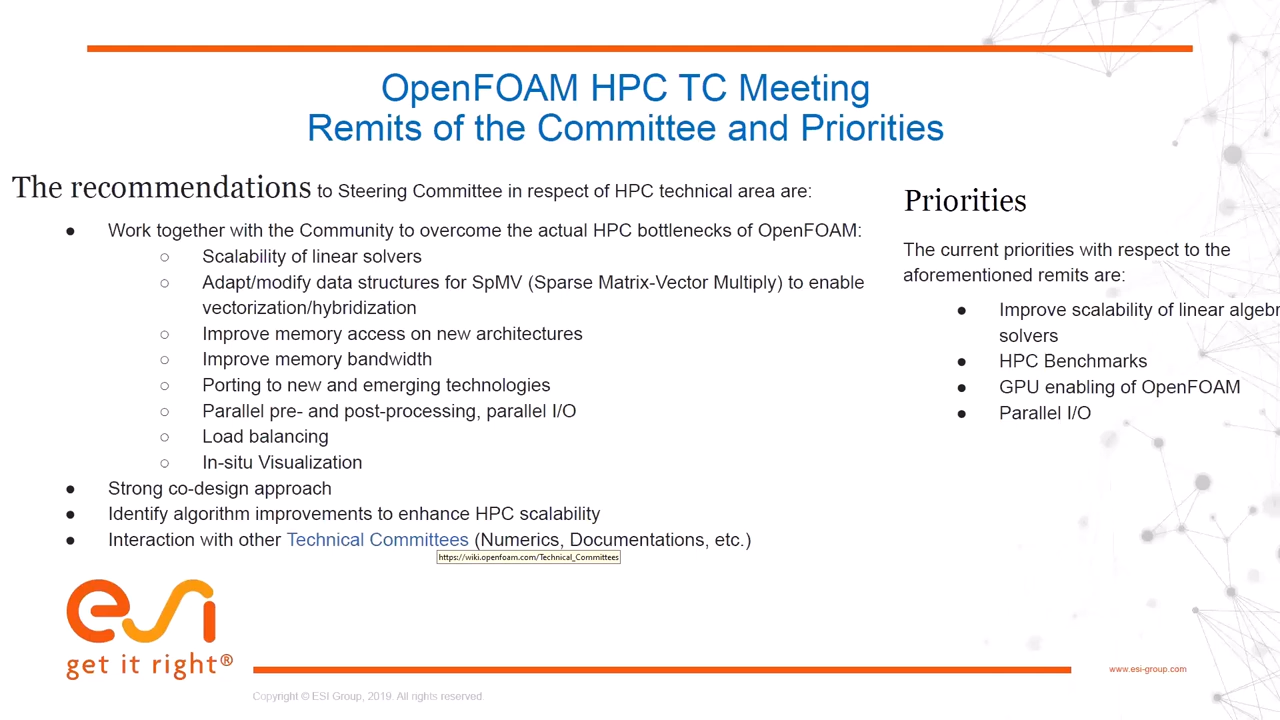 OpenFOAM HPC TC Meeting
Remits of the Committee and Priorities
The recommendations to Steering Committee in respect of HPC technical area are:
● Work together with the Community to overcome the actual HPC bottlenecks of OpenFOAM:
○ Scalability of linear solvers
○ Adapt/modify data structures for SpMV (Sparse Matrix-Vector Multiply) to enable
vectorization/hybridization
○ Improve memory access on new architectures
○ Improve memory bandwidth
○ Porting to new and emerging technologies
○ Parallel pre- and post-processing, parallel I/O
○ Load balancing
○ In-situ Visualization
● Strong co-design approach
● Identify algorithm improvements to enhance HPC scalability
● Interaction with other Technical Committees (Numerics, Documentations, etc.)
https://wiki.openfoam.com/Technical_Committees
Priorities
The current priorities with respect to the
aforementioned remits are:
● Improve scalability of linear algebr
solvers
● HPC Benchmarks
● GPU enabling of OpenFOAM
● Parallel I/O
esi
get it right®
www.esi-group.com
Copyright © ESI Group, 2019. All rights reserved.